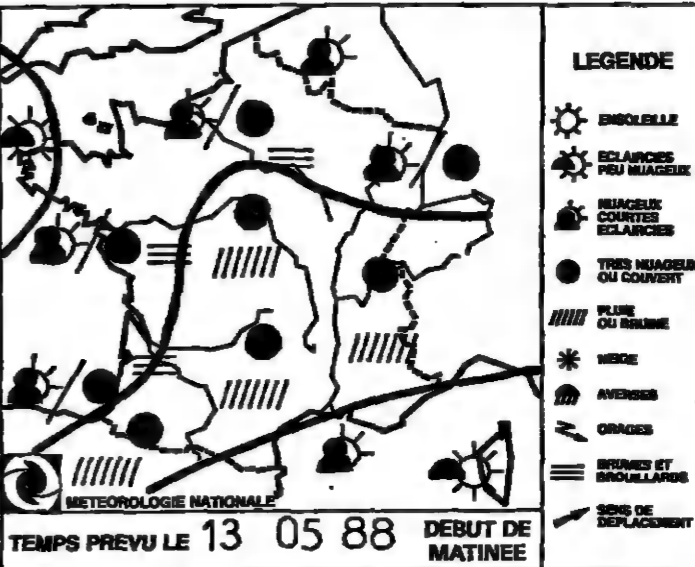 LEGENDE
ENSOLEILLE
ECLAIRCIES
PEU NUAGEUX
NUAGEUX
COURTES
ECLAIRCIES
TRES NUAGEUX
OU COUVERT
PLUIE
OU BRUINE
NEIGE
AVERSES
ORAGES
BRUMES ET
BROUILLARDS
SENS DE
DEPLACEMENT
METEOROLOGIE NATIONALE
TEMPS PREVU LE 13 05 88 DEBUT DE
MATINEE